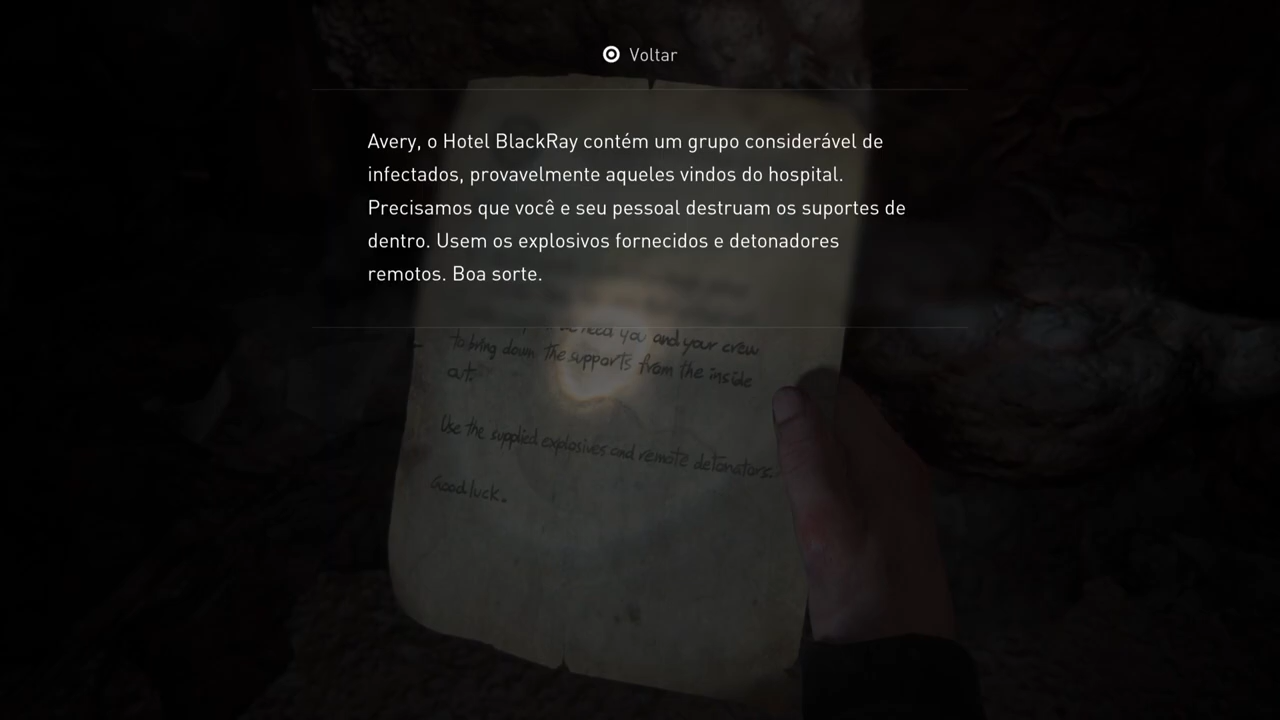 Voltar
Avery, o Hotel BlackRay contém um grupo considerável de
infectados, provavelmente aqueles vindos do hospital.
Precisamos que você e seu pessoal destruam os suportes de
dentro. Usem os explosivos fornecidos e detonadores
remotos. Boa sorte.
need you and your crew
to bring down the supports from the inside
out.
Use the supplied explosives and remote detonators.
Good luck.